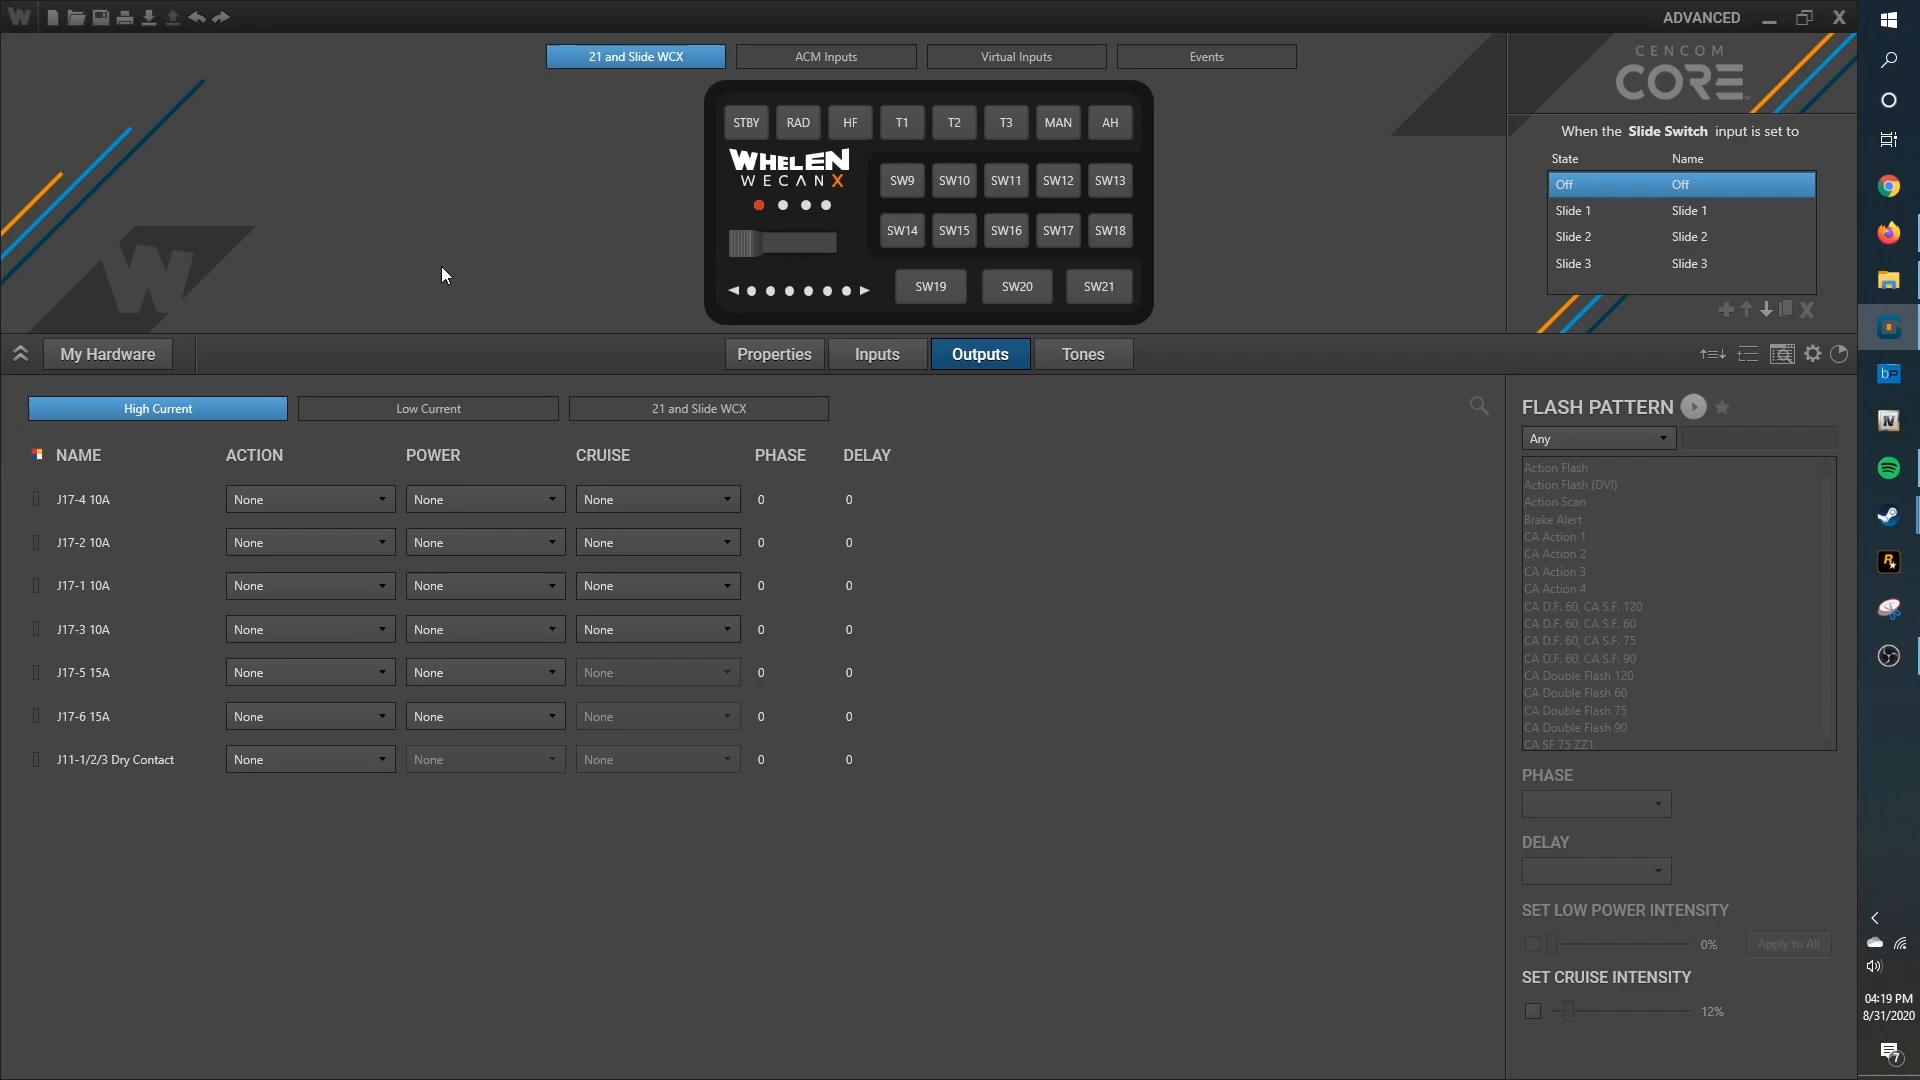 ADVANCED
21 and Slide WCX
ACM Inputs
Virtual Inputs
Events
CENCOM
CORE
STBY RAD HF T1 T2 T3 MAN AH
WHELEN
WECANX
SW9 SW10 SW11 SW12 SW13
SW14 SW15 SW16 SW17 SW18
SW19 SW20 SW21
When the Slide Switch input is set to
State Name
Off Off
Slide 1 Slide 1
Slide 2 Slide 2
Slide 3 Slide 3
My Hardware
Properties
Inputs
Outputs
Tones
High Current
Low Current
21 and Slide WCX
NAME ACTION POWER CRUISE PHASE DELAY
J17-4 10A None None None 0 0
J17-2 10A None None None 0 0
J17-1 10A None None None 0 0
J17-3 10A None None None 0 0
J17-5 15A None None None 0 0
J17-6 15A None None None 0 0
J11-1/2/3 Dry Contact None None None 0 0
FLASH PATTERN
Any
Action Flash
Action Flash (DVI)
Action Scan
Brake Alert
CA Action 1
CA Action 2
CA Action 3
CA Action 4
CA D.F. 60, CA S.F. 120
CA D.F. 60, CA S.F. 60
CA D.F. 60, CA S.F. 75
CA D.F. 60, CA S.F. 90
CA Double Flash 120
CA Double Flash 60
CA Double Flash 75
CA Double Flash 90
CA SF 75 ZZ1
PHASE
DELAY
SET LOW POWER INTENSITY
0% Apply to All
SET CRUISE INTENSITY
12%
04:19 PM
8/31/2020
7